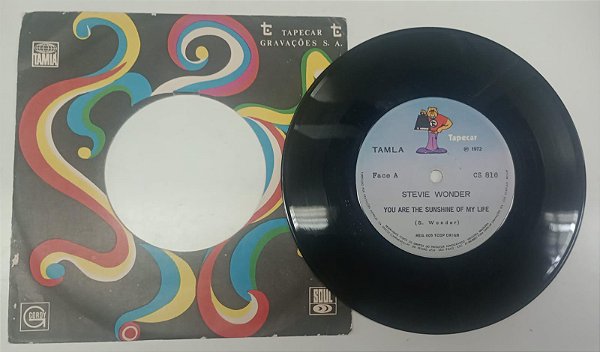 TAPECAR
GRAVAÇÕES S. A.
TAMLA
GORDY
SOUL
Tapecar
TAMLA
℗ 1972
Face A
CS 816
STEVIE WONDER
YOU ARE THE SUNSHINE OF MY LIFE
(S. Wonder)